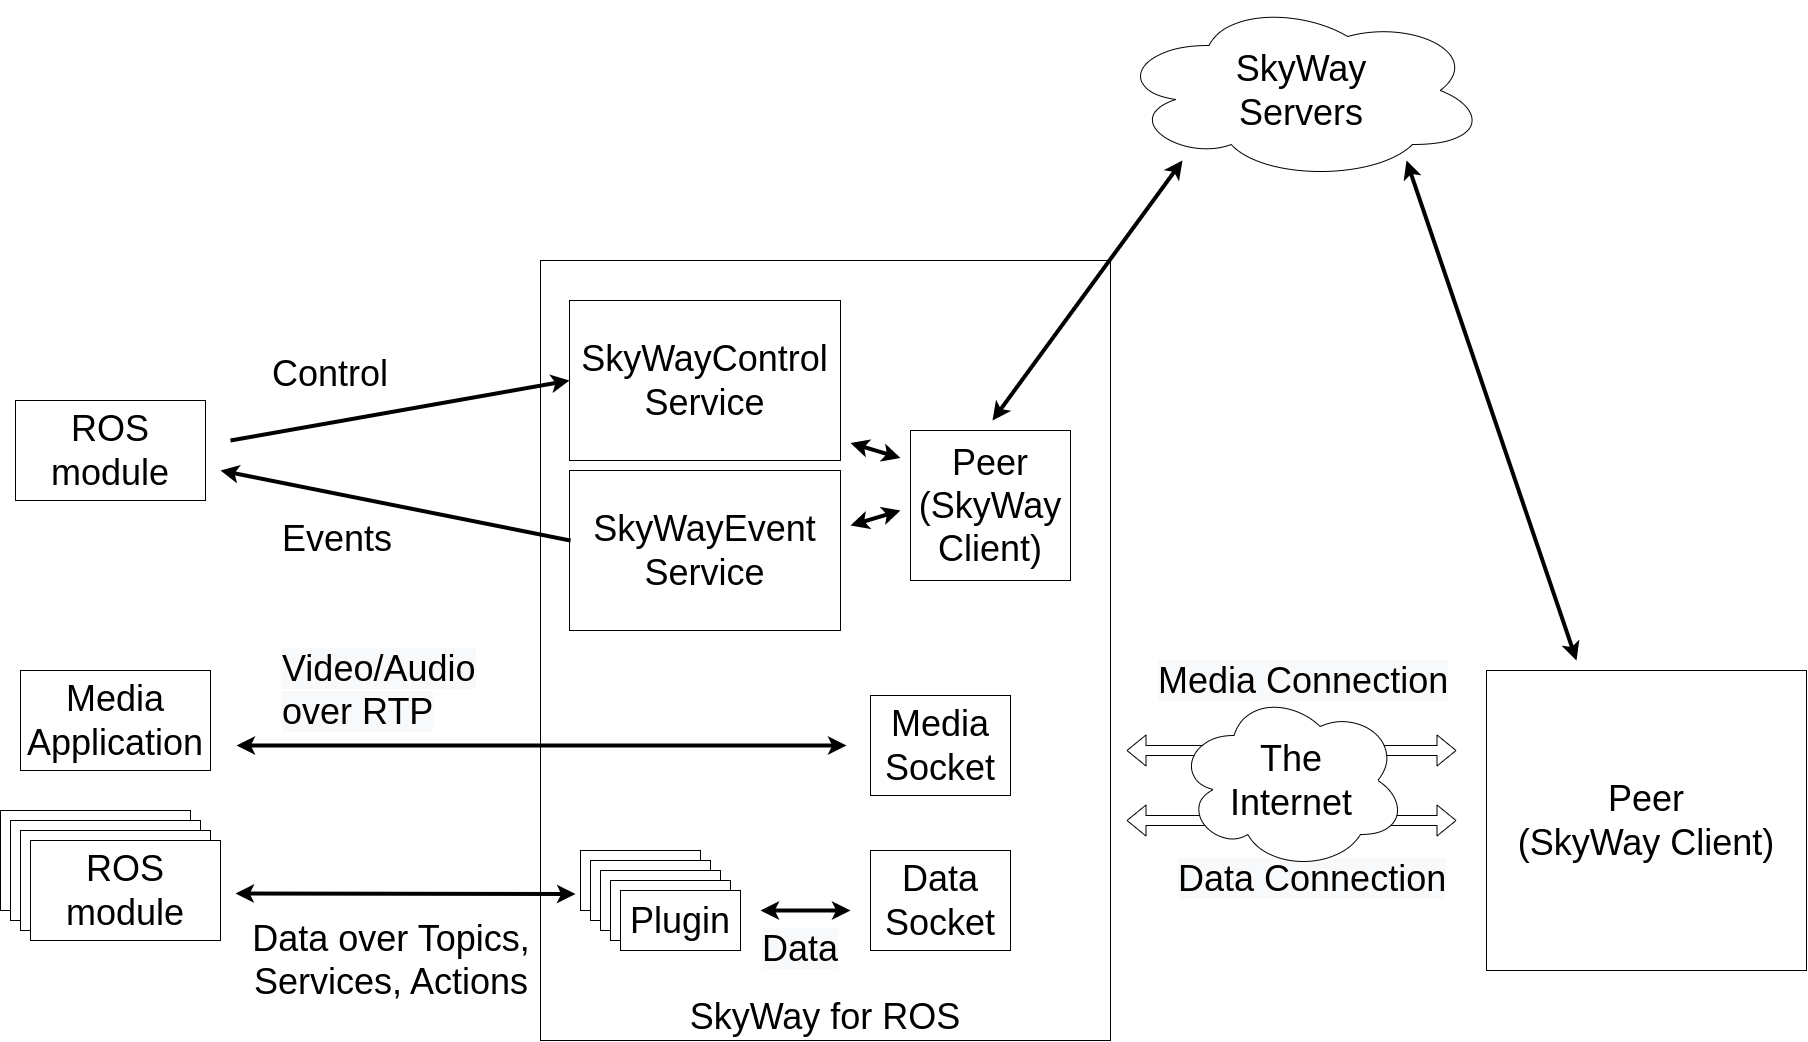 SkyWay
Servers
Control
SkyWayControl
Service
ROS
module
Events
SkyWayEvent
Service
Peer
(SkyWay
Client)
Video/Audio
over RTP
Media
Application
Media
Socket
Media Connection
The
Internet
Data Connection
Peer
(SkyWay Client)
ROS
module
Data over Topics,
Services, Actions
Plugin
Data
Data
Socket
SkyWay for ROS